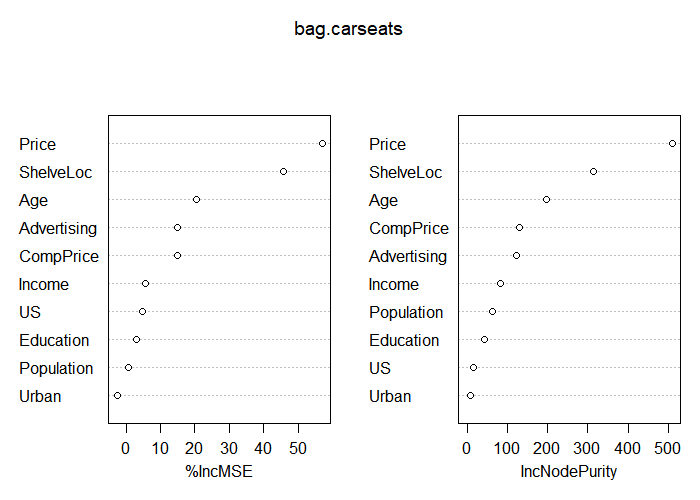 bag.carseats
Price
ShelveLoc
Age
Advertising
CompPrice
Income
US
Education
Population
Urban
0 10 20 30 40 50
%IncMSE
Price
ShelveLoc
Age
CompPrice
Advertising
Income
Population
Education
US
Urban
0 100 200 300 400 500
IncNodePurity